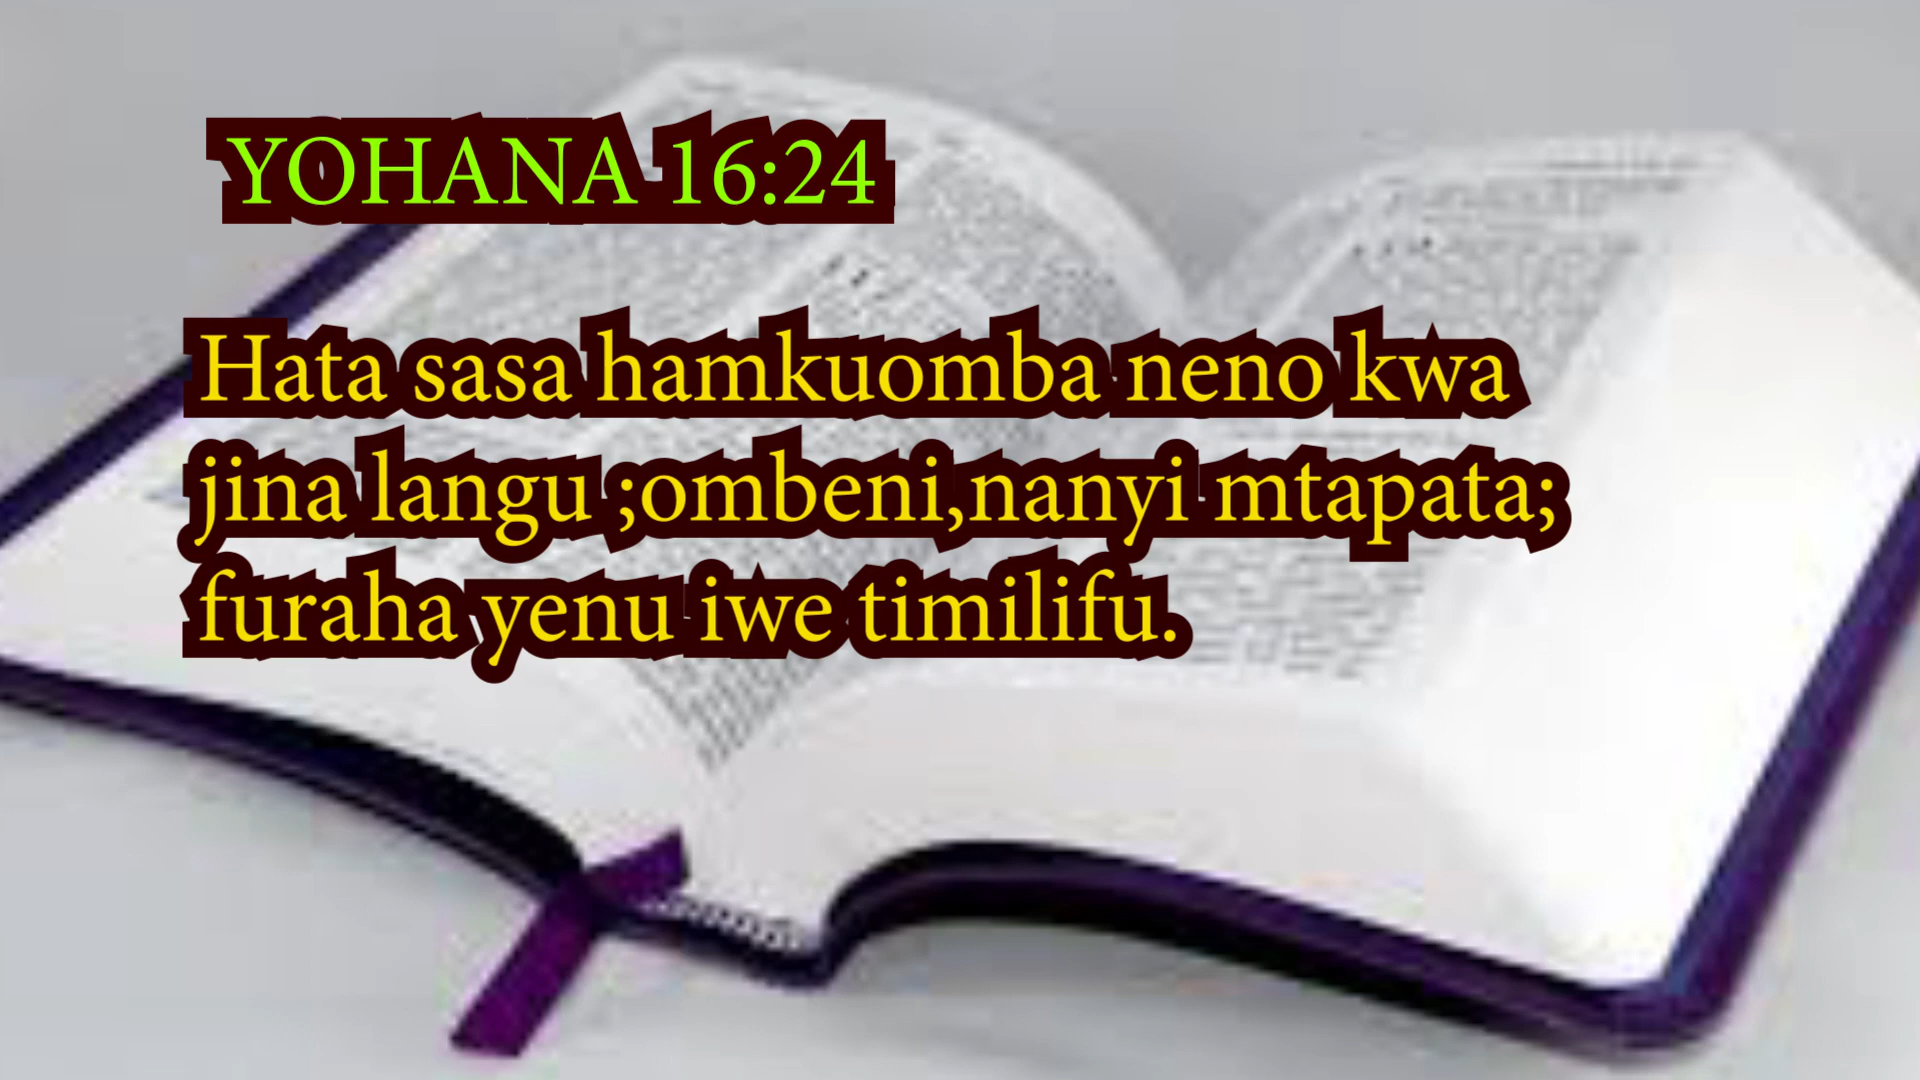 YOHANA 16:24
Hata sasa hamkuomba neno kwa
jina langu ;ombeni,nanyi mtapata;
furaha yenu iwe timilifu.